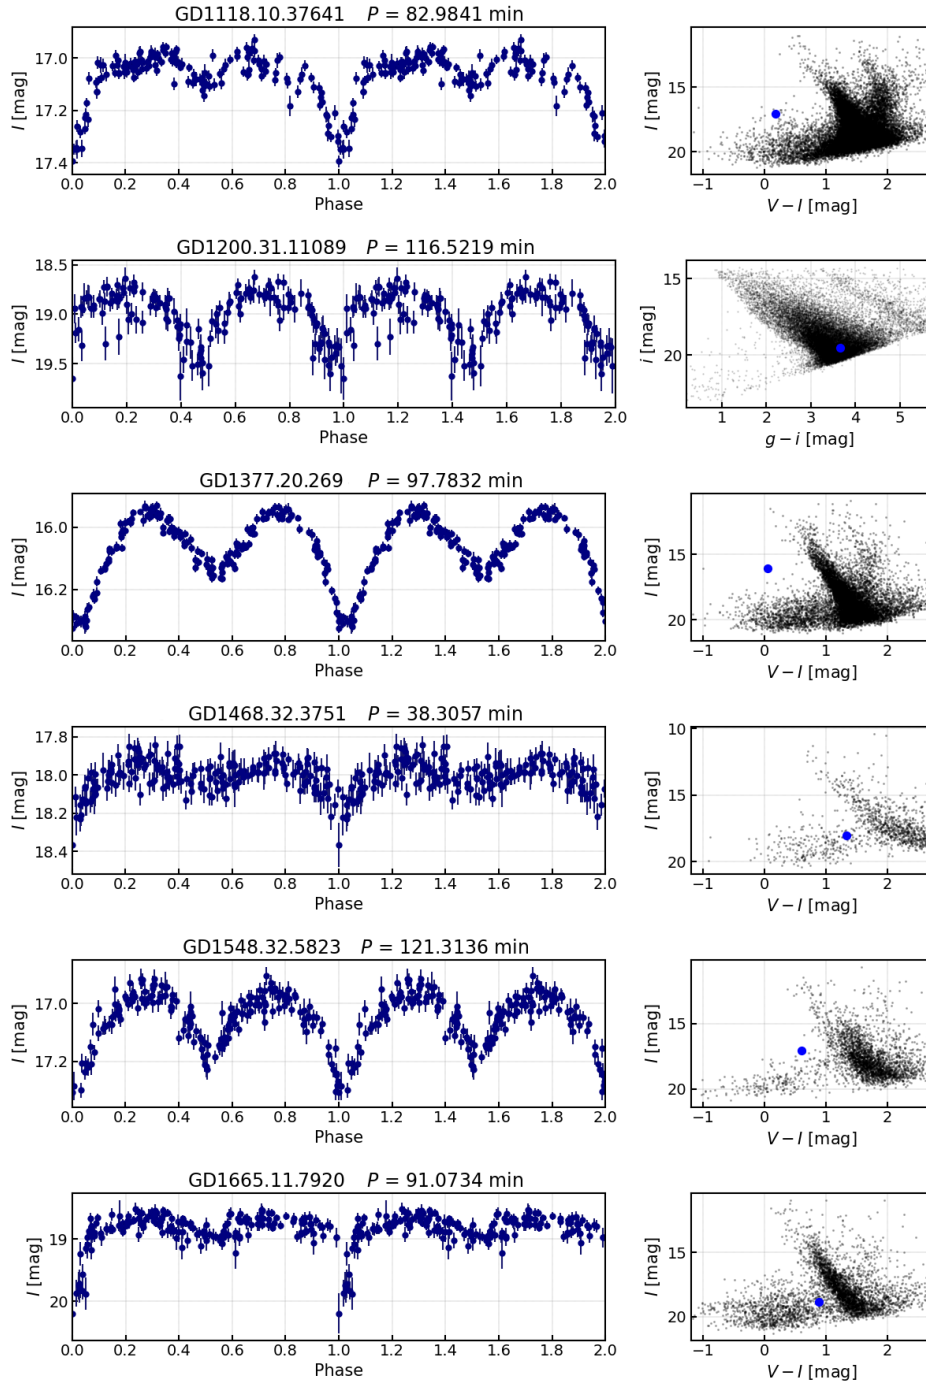 GD1118.10.37641 P = 82.9841 min
I [mag]
17.0
17.2
17.4
0.0 0.2 0.4 0.6 0.8 1.0 1.2 1.4 1.6 1.8 2.0
Phase
I [mag]
15
20
−1 0 1 2
V − I [mag]
GD1200.31.11089 P = 116.5219 min
I [mag]
18.5
19.0
19.5
0.0 0.2 0.4 0.6 0.8 1.0 1.2 1.4 1.6 1.8 2.0
Phase
i [mag]
15
20
1 2 3 4 5
g − i [mag]
GD1377.20.269 P = 97.7832 min
I [mag]
16.0
16.2
0.0 0.2 0.4 0.6 0.8 1.0 1.2 1.4 1.6 1.8 2.0
Phase
I [mag]
15
20
−1 0 1 2
V − I [mag]
GD1468.32.3751 P = 38.3057 min
I [mag]
17.8
18.0
18.2
18.4
0.0 0.2 0.4 0.6 0.8 1.0 1.2 1.4 1.6 1.8 2.0
Phase
I [mag]
10
15
20
−1 0 1 2
V − I [mag]
GD1548.32.5823 P = 121.3136 min
I [mag]
17.0
17.2
0.0 0.2 0.4 0.6 0.8 1.0 1.2 1.4 1.6 1.8 2.0
Phase
I [mag]
15
20
−1 0 1 2
V − I [mag]
GD1665.11.7920 P = 91.0734 min
I [mag]
19
20
0.0 0.2 0.4 0.6 0.8 1.0 1.2 1.4 1.6 1.8 2.0
Phase
I [mag]
15
20
−1 0 1 2
V − I [mag]